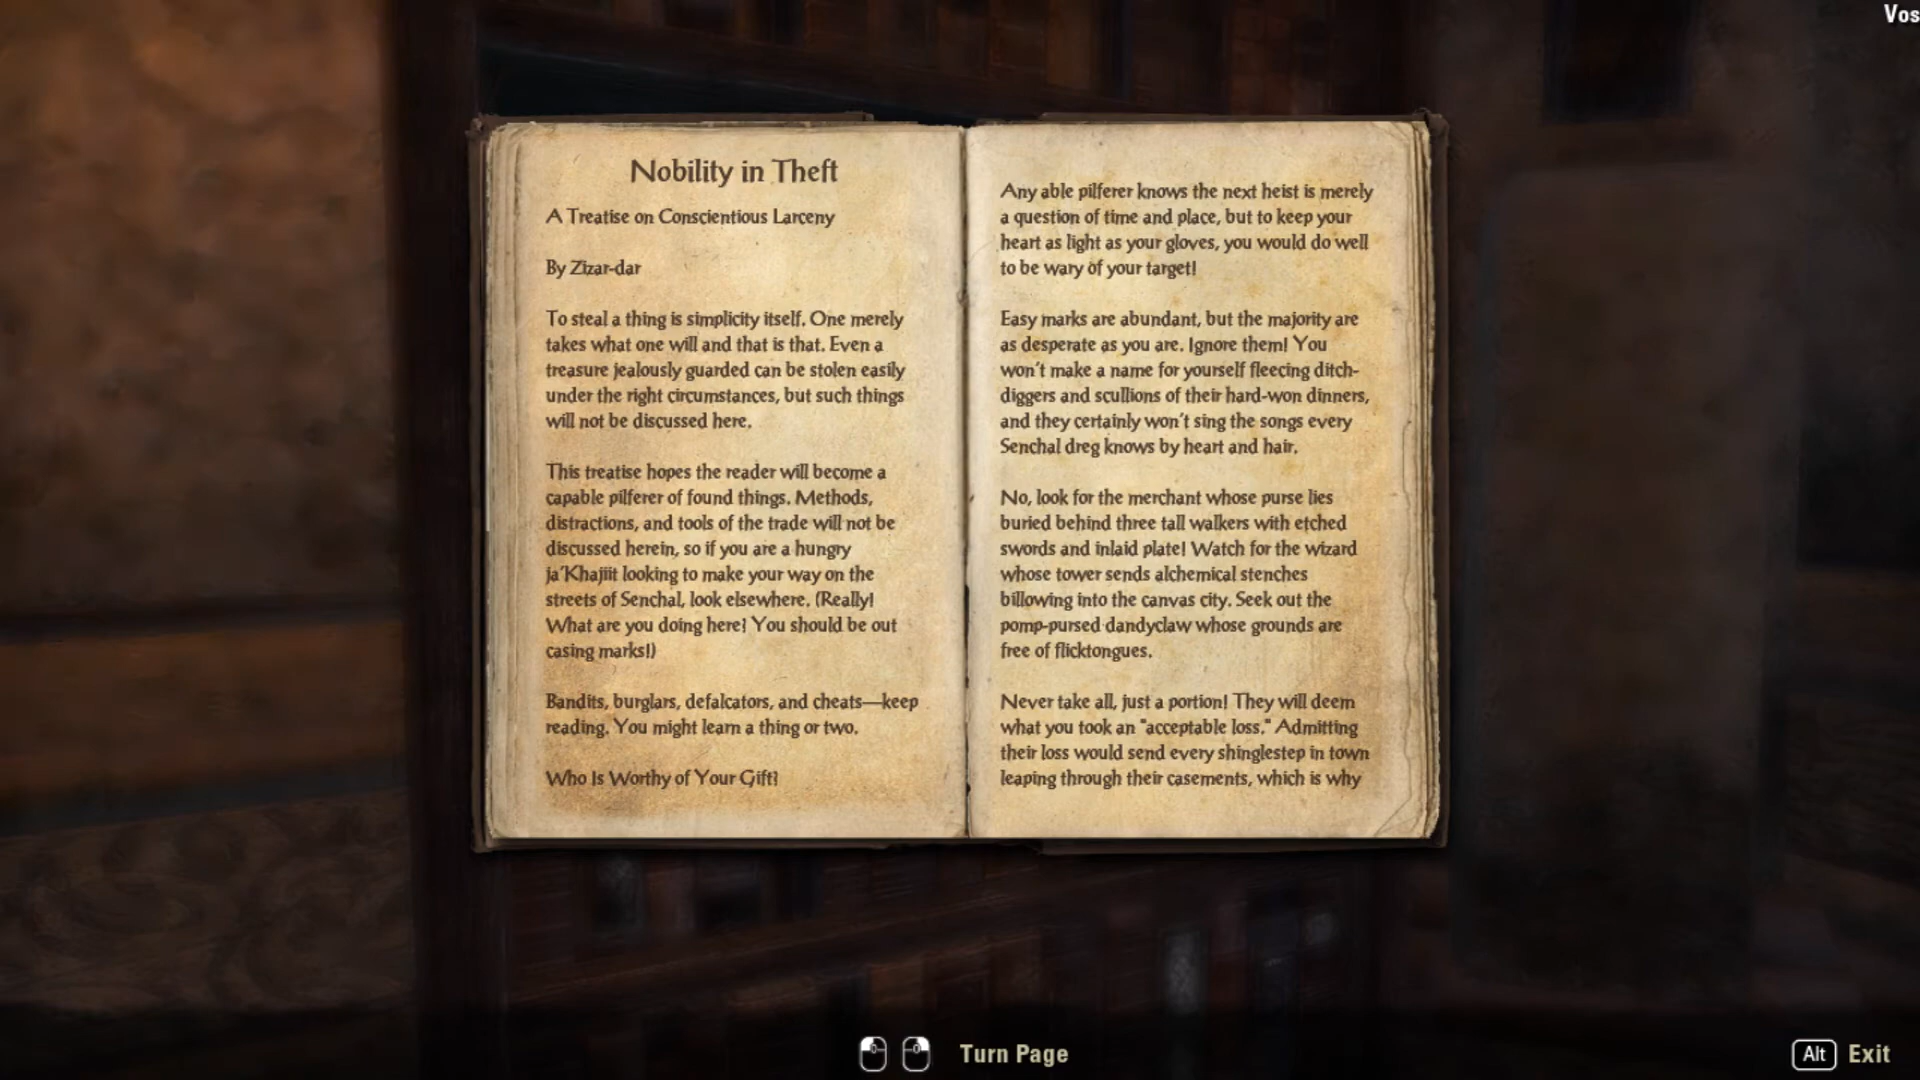 Vos
Nobility in Theft
A Treatise on Conscientious Larceny
By Zizar-dar
To steal a thing is simplicity itself. One merely
takes what one will and that is that. Even a
treasure jealously guarded can be stolen easily
under the right circumstances, but such things
will not be discussed here.
This treatise hopes the reader will become a
capable pilferer of found things. Methods,
distractions, and tools of the trade will not be
discussed herein, so if you are a hungry
ja'Khajiit looking to make your way on the
streets of Senchal, look elsewhere. (Really!
What are you doing here? You should be out
casing marks!)
Bandits, burglars, defalcators, and cheats—keep
reading. You might learn a thing or two.
Who Is Worthy of Your Gift?
Any able pilferer knows the next heist is merely
a question of time and place, but to keep your
heart as light as your gloves, you would do well
to be wary of your target!
Easy marks are abundant, but the majority are
as desperate as you are. Ignore them! You
won't make a name for yourself fleecing ditch-
diggers and scullions of their hard-won dinners,
and they certainly won't sing the songs every
Senchal dreg knows by heart and hair.
No, look for the merchant whose purse lies
buried behind three tall walkers with etched
swords and inlaid plate! Watch for the wizard
whose tower sends alchemical stenches
billowing into the canvas city. Seek out the
pomp-pursed dandyclaw whose grounds are
free of flicktongues.
Never take all, just a portion! They will deem
what you took an "acceptable loss." Admitting
their loss would send every shinglestep in town
leaping through their casements, which is why
Turn Page
Alt Exit